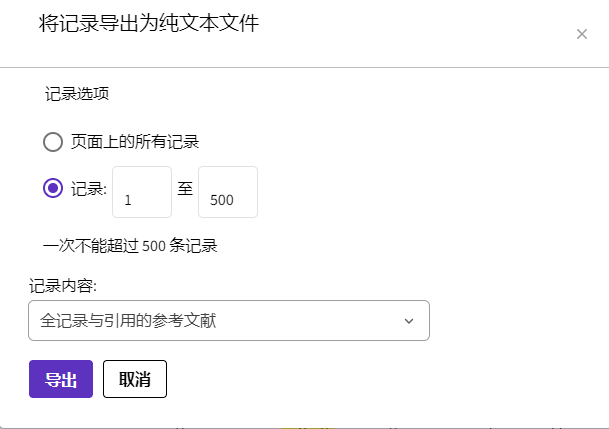 将记录导出为纯文本文件
记录选项
页面上的所有记录
记录: 1 至 500
一次不能超过 500 条记录
记录内容:
全记录与引用的参考文献
导出 取消